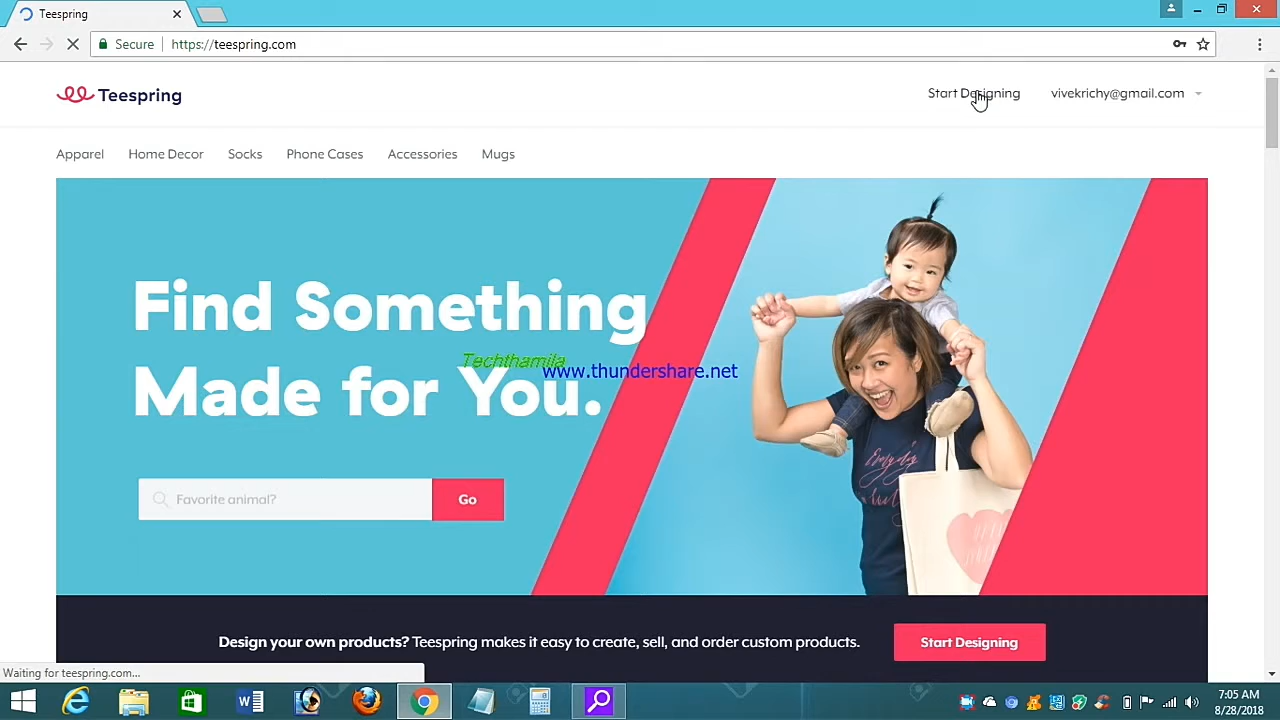 Teespring
Secure
https://teespring.com
Teespring
Start Designing
vivekrichy@gmail.com
Apparel
Home Decor
Socks
Phone Cases
Accessories
Mugs
Find Something
Made for You.
Techthamila
www.thundershare.net
Favorite animal?
Go
Design your own products? Teespring makes it easy to create, sell, and order custom products.
Start Designing
Waiting for teespring.com...
7:05 AM
8/28/2018